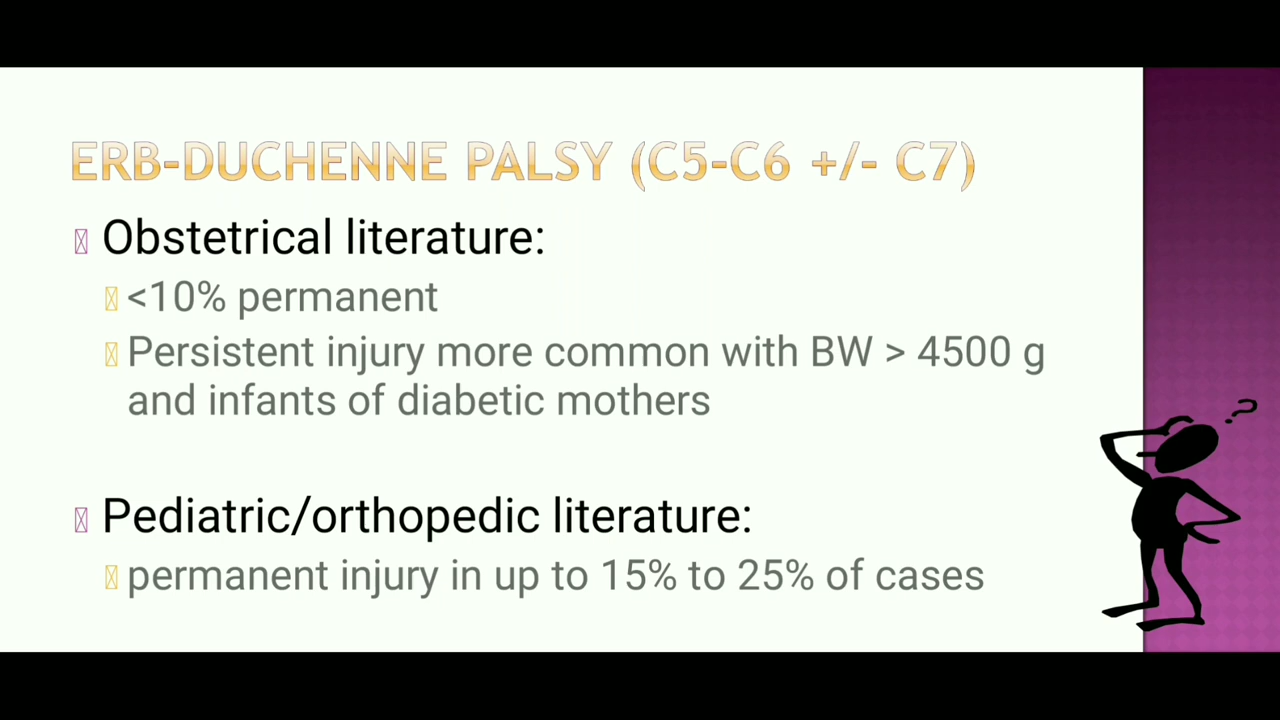 ERB-DUCHENNE PALSY (C5-C6 +/- C7)
Obstetrical literature:
<10% permanent
Persistent injury more common with BW > 4500 g
and infants of diabetic mothers
?
Pediatric/orthopedic literature:
permanent injury in up to 15% to 25% of cases